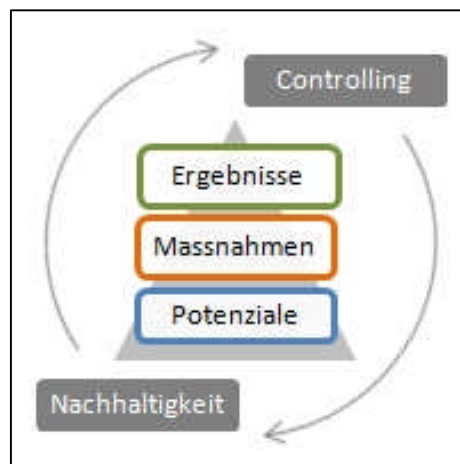 Controlling
Ergebnisse
Massnahmen
Potenziale
Nachhaltigkeit